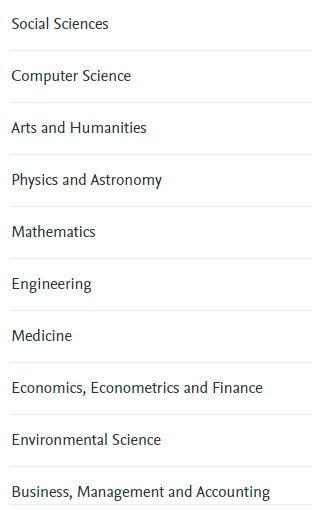 Social Sciences
Computer Science
Arts and Humanities
Physics and Astronomy
Mathematics
Engineering
Medicine
Economics, Econometrics and Finance
Environmental Science
Business, Management and Accounting